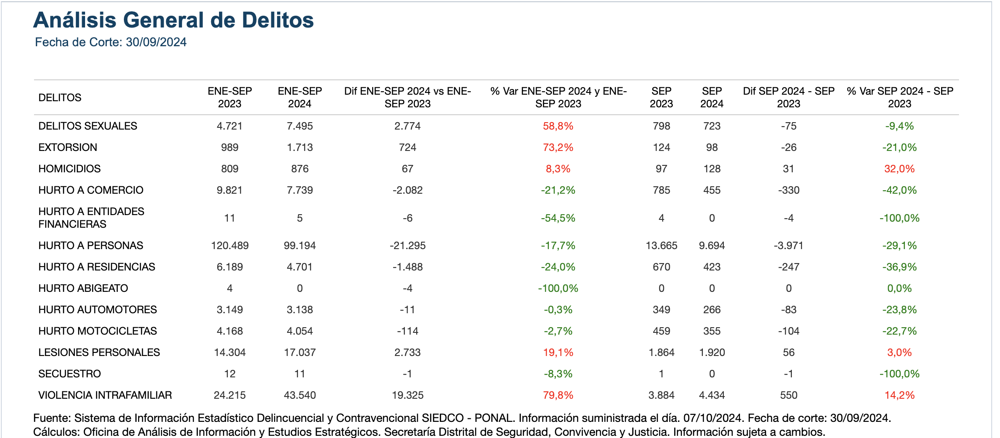 Análisis General de Delitos
Fecha de Corte: 30/09/2024
DELITOS ENE-SEP 2023 ENE-SEP 2024 Dif ENE-SEP 2024 vs ENE-SEP 2023 % Var ENE-SEP 2024 y ENE-SEP 2023 SEP 2023 SEP 2024 Dif SEP 2024 - SEP 2023 % Var SEP 2024 - SEP 2023
DELITOS SEXUALES 4.721 7.495 2.774 58,8% 798 723 -75 -9,4%
EXTORSION 989 1.713 724 73,2% 124 98 -26 -21,0%
HOMICIDIOS 809 876 67 8,3% 97 128 31 32,0%
HURTO A COMERCIO 9.821 7.739 -2.082 -21,2% 785 455 -330 -42,0%
HURTO A ENTIDADES FINANCIERAS 11 5 -6 -54,5% 4 0 -4 -100,0%
HURTO A PERSONAS 120.489 99.194 -21.295 -17,7% 13.665 9.694 -3.971 -29,1%
HURTO A RESIDENCIAS 6.189 4.701 -1.488 -24,0% 670 423 -247 -36,9%
HURTO ABIGEATO 4 0 -4 -100,0% 0 0 0 0,0%
HURTO AUTOMOTORES 3.149 3.138 -11 -0,3% 349 266 -83 -23,8%
HURTO MOTOCICLETAS 4.168 4.054 -114 -2,7% 459 355 -104 -22,7%
LESIONES PERSONALES 14.304 17.037 2.733 19,1% 1.864 1.920 56 3,0%
SECUESTRO 12 11 -1 -8,3% 1 0 -1 -100,0%
VIOLENCIA INTRAFAMILIAR 24.215 43.540 19.325 79,8% 3.884 4.434 550 14,2%
Fuente: Sistema de Información Estadístico Delincuencial y Contravencional SIEDCO - PONAL. Información suministrada el día. 07/10/2024. Fecha de corte: 30/09/2024.
Cálculos: Oficina de Análisis de Información y Estudios Estratégicos. Secretaría Distrital de Seguridad, Convivencia y Justicia. Información sujeta a cambios.